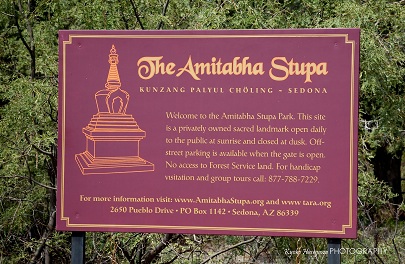 The Amitabha Stupa
KUNZANG PALYUL CHÖLING ~ SEDONA
Welcome to the Amitabha Stupa Park. This site
is a privately owned sacred landmark open daily
to the public at sunrise and closed at dusk. Off-
street parking is available when the gate is open.
No access to Forest Service land. For handicap
visitation and group tours call: 877-788-7229.
For more information visit: www.AmitabhaStupa.org and www.tara.org
2650 Pueblo Drive • PO Box 1142 • Sedona, AZ 86339
PHOTOGRAPHY